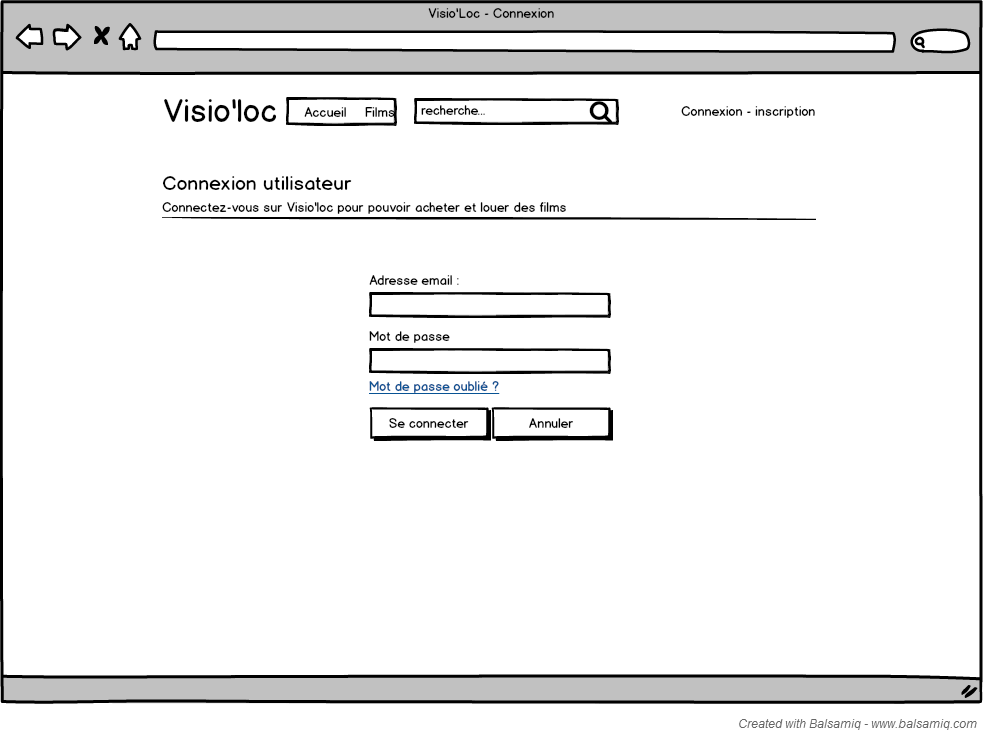 Visio'Loc - Connexion
Visio'loc Accueil Films recherche... Connexion - inscription
Connexion utilisateur
Connectez-vous sur Visio'loc pour pouvoir acheter et louer des films
Adresse email :
Mot de passe
Mot de passe oublié ?
Se connecter Annuler
Created with Balsamiq - www.balsamiq.com